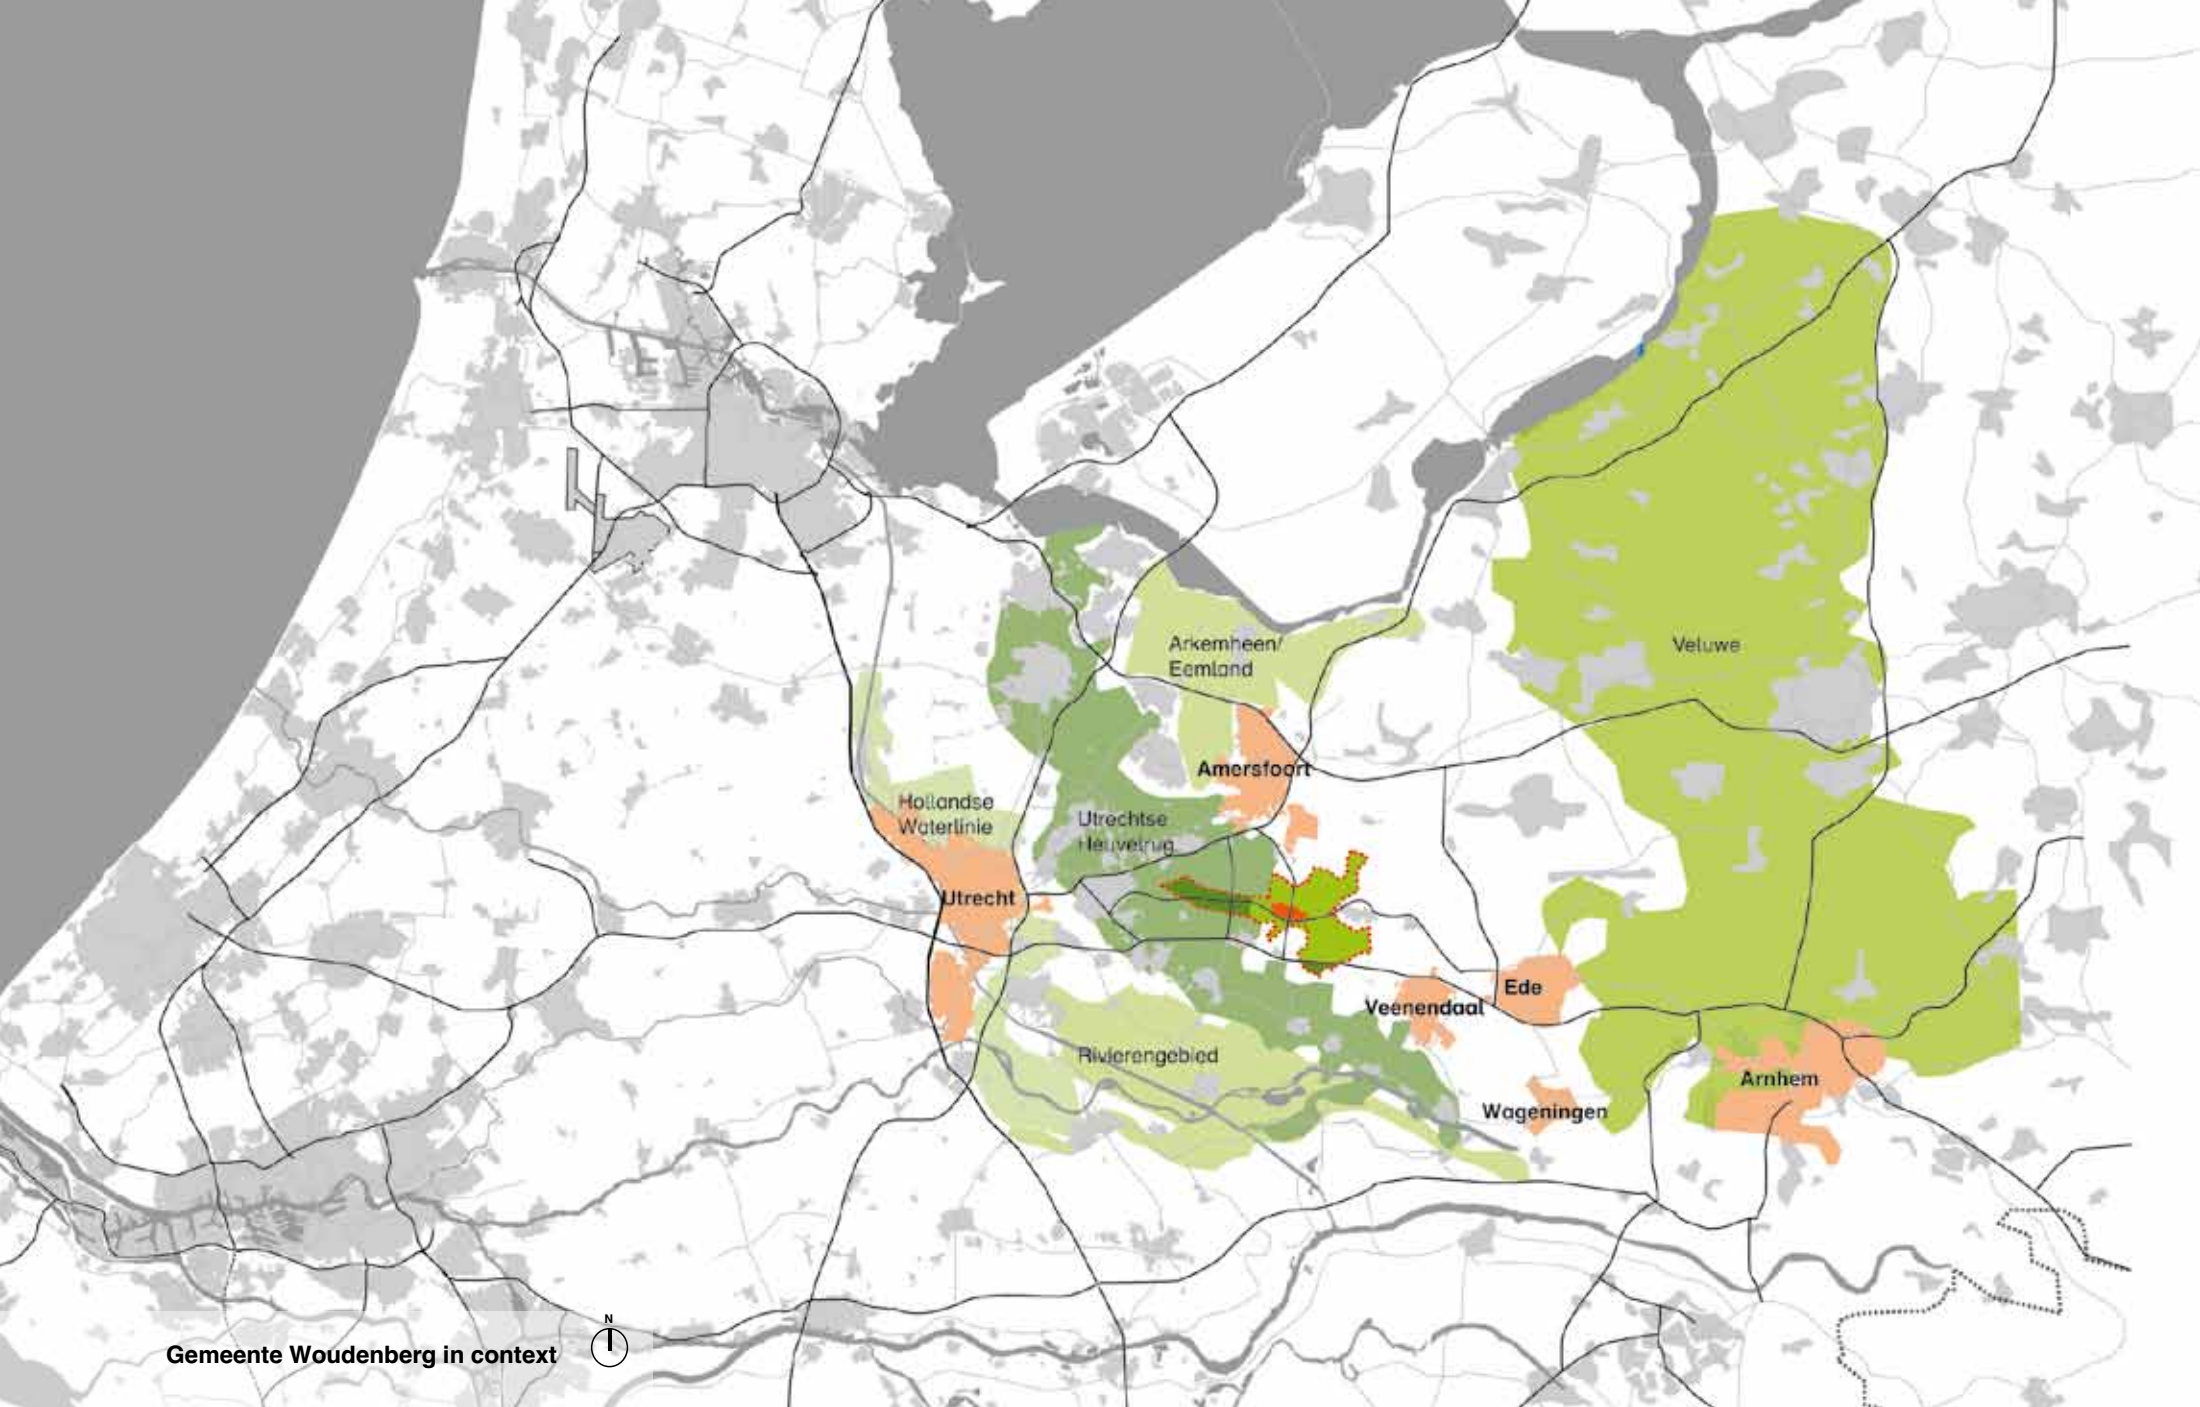 Arkemheen/
Eemland
Veluwe
Amersfoort
Hollandse
Waterlinie
Utrechtse
Heuvelrug
Utrecht
Ede
Veenendaal
Rivierengebied
Arnhem
Wageningen
N
Gemeente Woudenberg in context